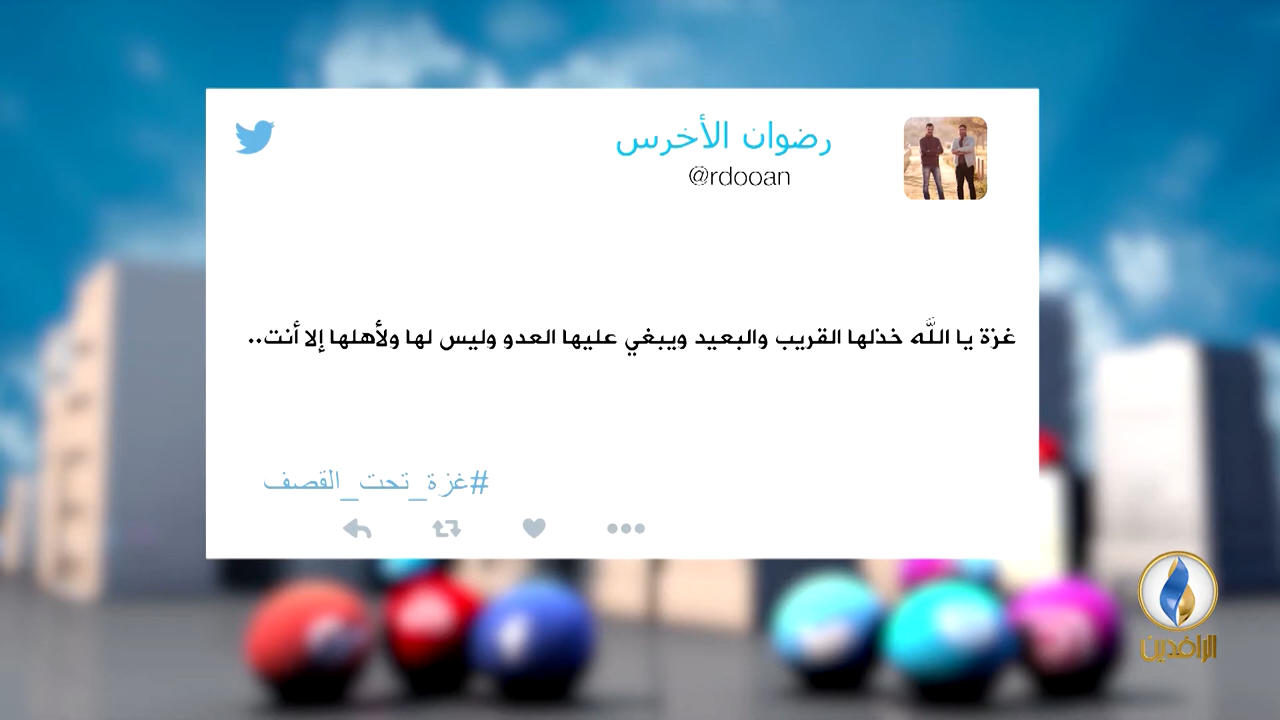 رضوان الأخرس
@rdooan
غزة يا الله خذلها القريب والبعيد ويبغي عليها العدو وليس لها ولأهلها إلا أنت..
#غزة_تحت_القصف
الرافدين